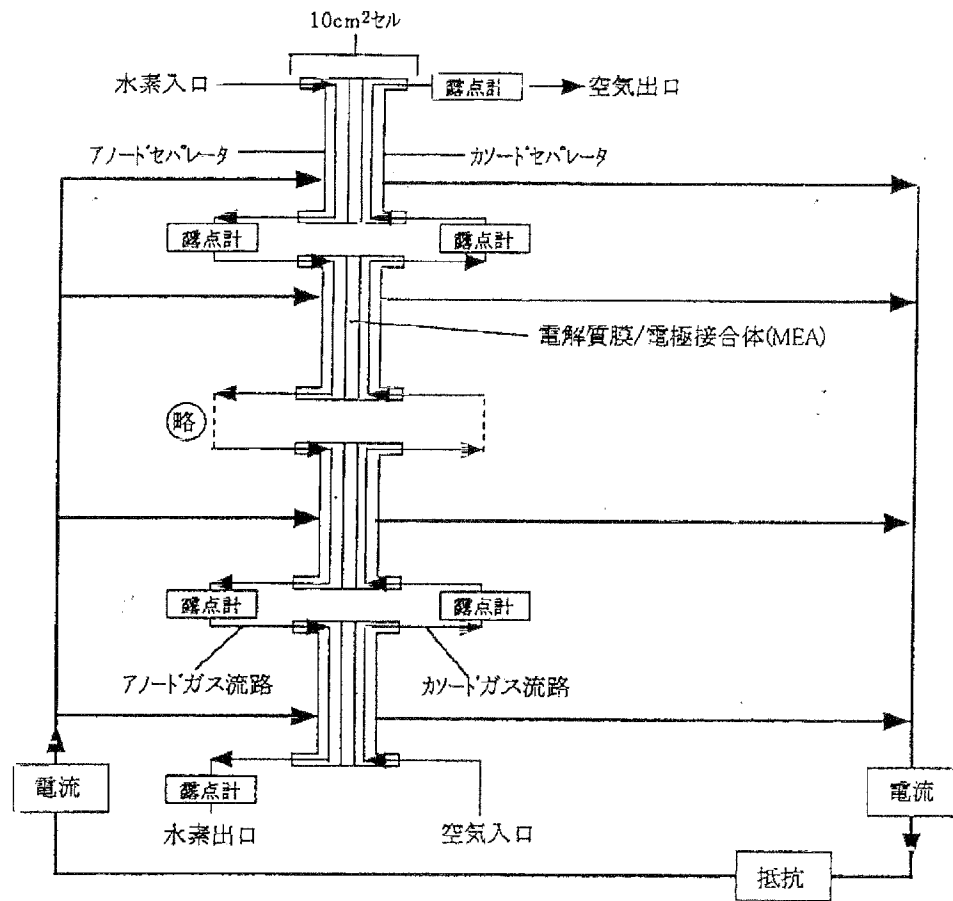 10cm²セル
水素入口
露点計
空気出口
アノードセパレータ
カソードセパレータ
露点計
露点計
電解質膜/電極接合体(MEA)
略
露点計
露点計
アノードガス流路
カソードガス流路
電流
露点計
電流
水素出口
空気入口
抵抗